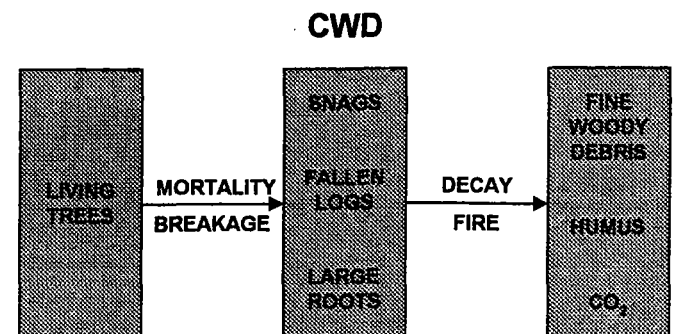 CWD
LIVING
TREES
MORTALITY
BREAKAGE
SNAGS
FALLEN
LOGS
LARGE
ROOTS
DECAY
FIRE
FINE
WOODY
DEBRIS
HUMUS
CO₂